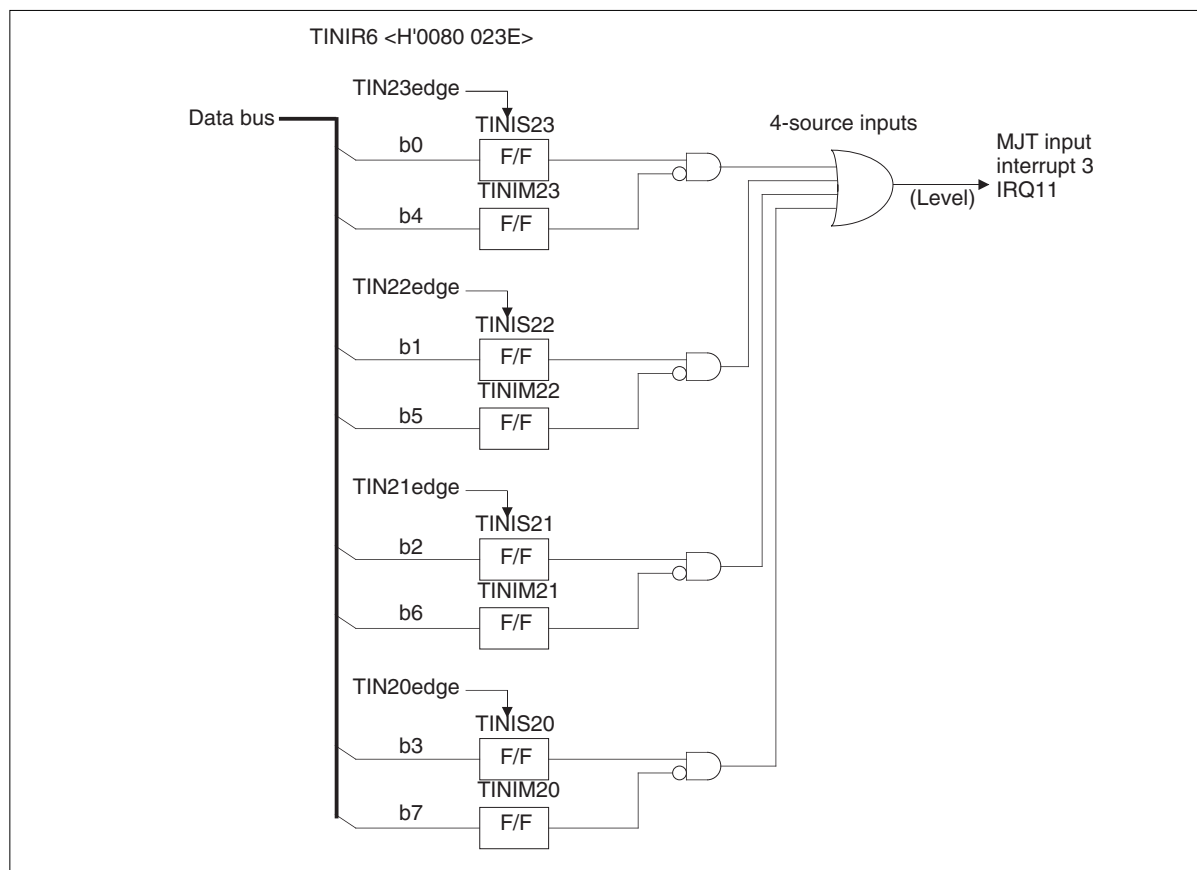 TINIR6 <H'0080 023E>
TIN23edge
Data bus
TINIS23
4-source inputs
b0
F/F
MJT input
interrupt 3
IRQ11
TINIM23
(Level)
b4
F/F
TIN22edge
TINIS22
b1
F/F
TINIM22
b5
F/F
TIN21edge
TINIS21
b2
F/F
TINIM21
b6
F/F
TIN20edge
TINIS20
b3
F/F
TINIM20
b7
F/F